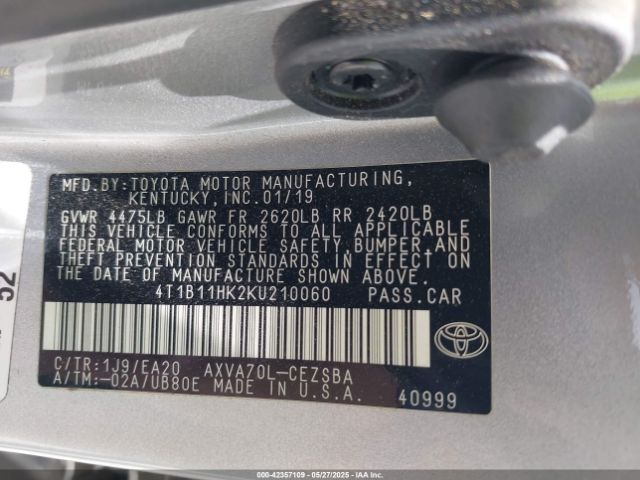 MFD.BY:TOYOTA MOTOR MANUFACTURING,
KENTUCKY, INC.01/19
GVWR 4475LB GAWR FR 2620LB RR 2420LB
THIS VEHICLE CONFORMS TO ALL APPLICABLE
FEDERAL MOTOR VEHICLE SAFETY,BUMPER,AND
THEFT PREVENTION STANDARDS IN EFFECT ON
THE DATE OF MANUFACTURE SHOWN ABOVE.
4T1B11HK2KU210060 PASS.CAR
C/TR:1J9/EA20 AXVA70L-CEZSBA
A/TM:-02A/UB80E MADE IN U.S.A.
40999
52
000-42357109 - 05/27/2025 - IAAI.COM